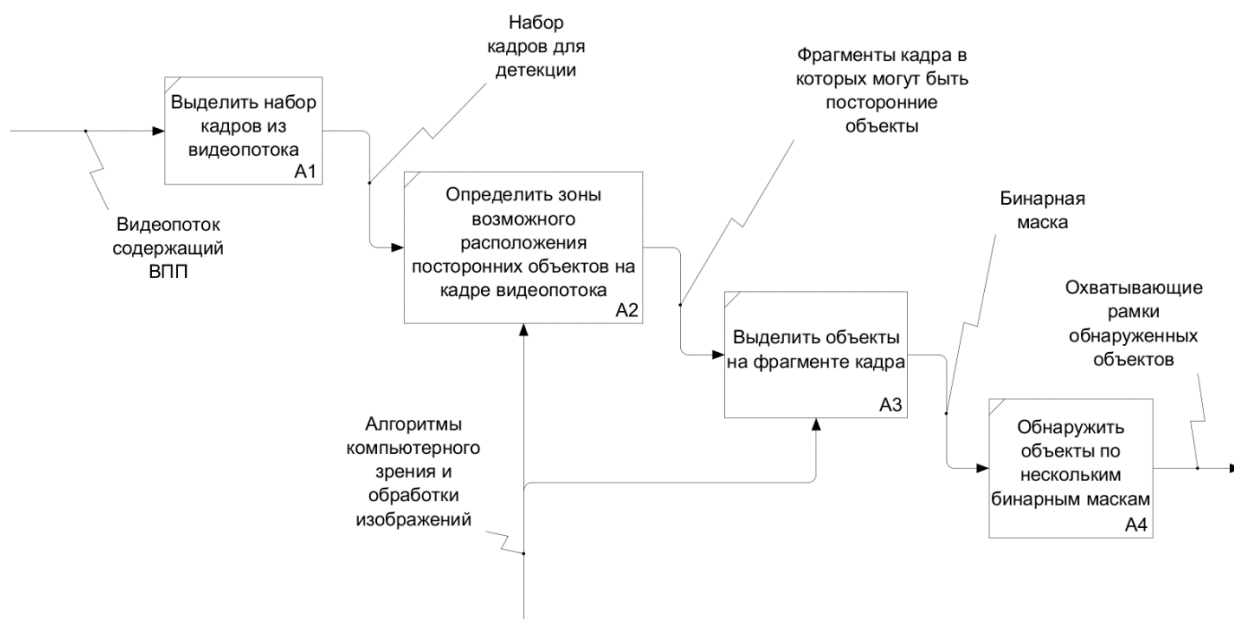 Набор
кадров для
детекции
Фрагменты кадра в
которых могут быть
посторонние
объекты
Выделить набор
кадров из
видеопотока
A1
Видеопоток
содержащий
ВПП
Определить зоны
возможного
расположения
посторонних объектов на
кадре видеопотока
A2
Бинарная
маска
Охватывающие
рамки
обнаруженных
объектов
Выделить объекты
на фрагменте кадра
A3
Алгоритмы
компьютерного
зрения и
обработки
изображений
Обнаружить
объекты по
нескольким
бинарным маскам
A4